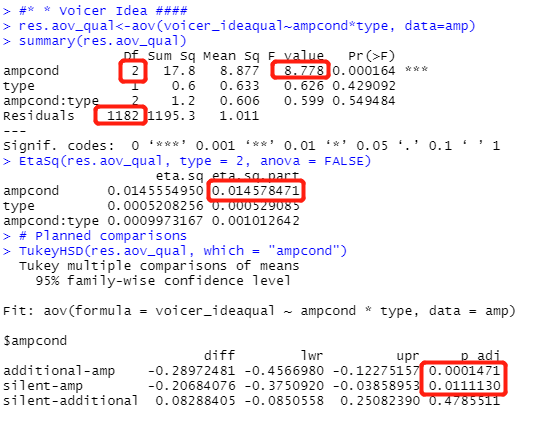 > #* * Voicer Idea ####
> res.aov_qual<-aov(voicer_ideaqual~ampcond*type, data=amp)
> summary(res.aov_qual)
Df Sum Sq Mean Sq F value Pr(>F)
ampcond 2 17.8 8.877 8.778 0.000164 ***
type 1 0.6 0.633 0.626 0.429092
ampcond:type 2 1.2 0.606 0.599 0.549484
Residuals 1182 1195.3 1.011
---
Signif. codes: 0 ‘***’ 0.001 ‘**’ 0.01 ‘*’ 0.05 ‘.’ 0.1 ‘ ’ 1
> EtaSq(res.aov_qual, type = 2, anova = FALSE)
eta.sq eta.sq.part
ampcond 0.0145554950 0.014578471
type 0.0005208256 0.000529085
ampcond:type 0.0009973167 0.001012642
> # Planned comparisons
> TukeyHSD(res.aov_qual, which = "ampcond")
Tukey multiple comparisons of means
95% family-wise confidence level
Fit: aov(formula = voicer_ideaqual ~ ampcond * type, data = amp)
$ampcond
diff lwr upr p adj
additional-amp -0.28972481 -0.4566980 -0.12275157 0.0001471
silent-amp -0.20684076 -0.3750920 -0.03858953 0.0111130
silent-additional 0.08288405 -0.0850558 0.25082390 0.4785511